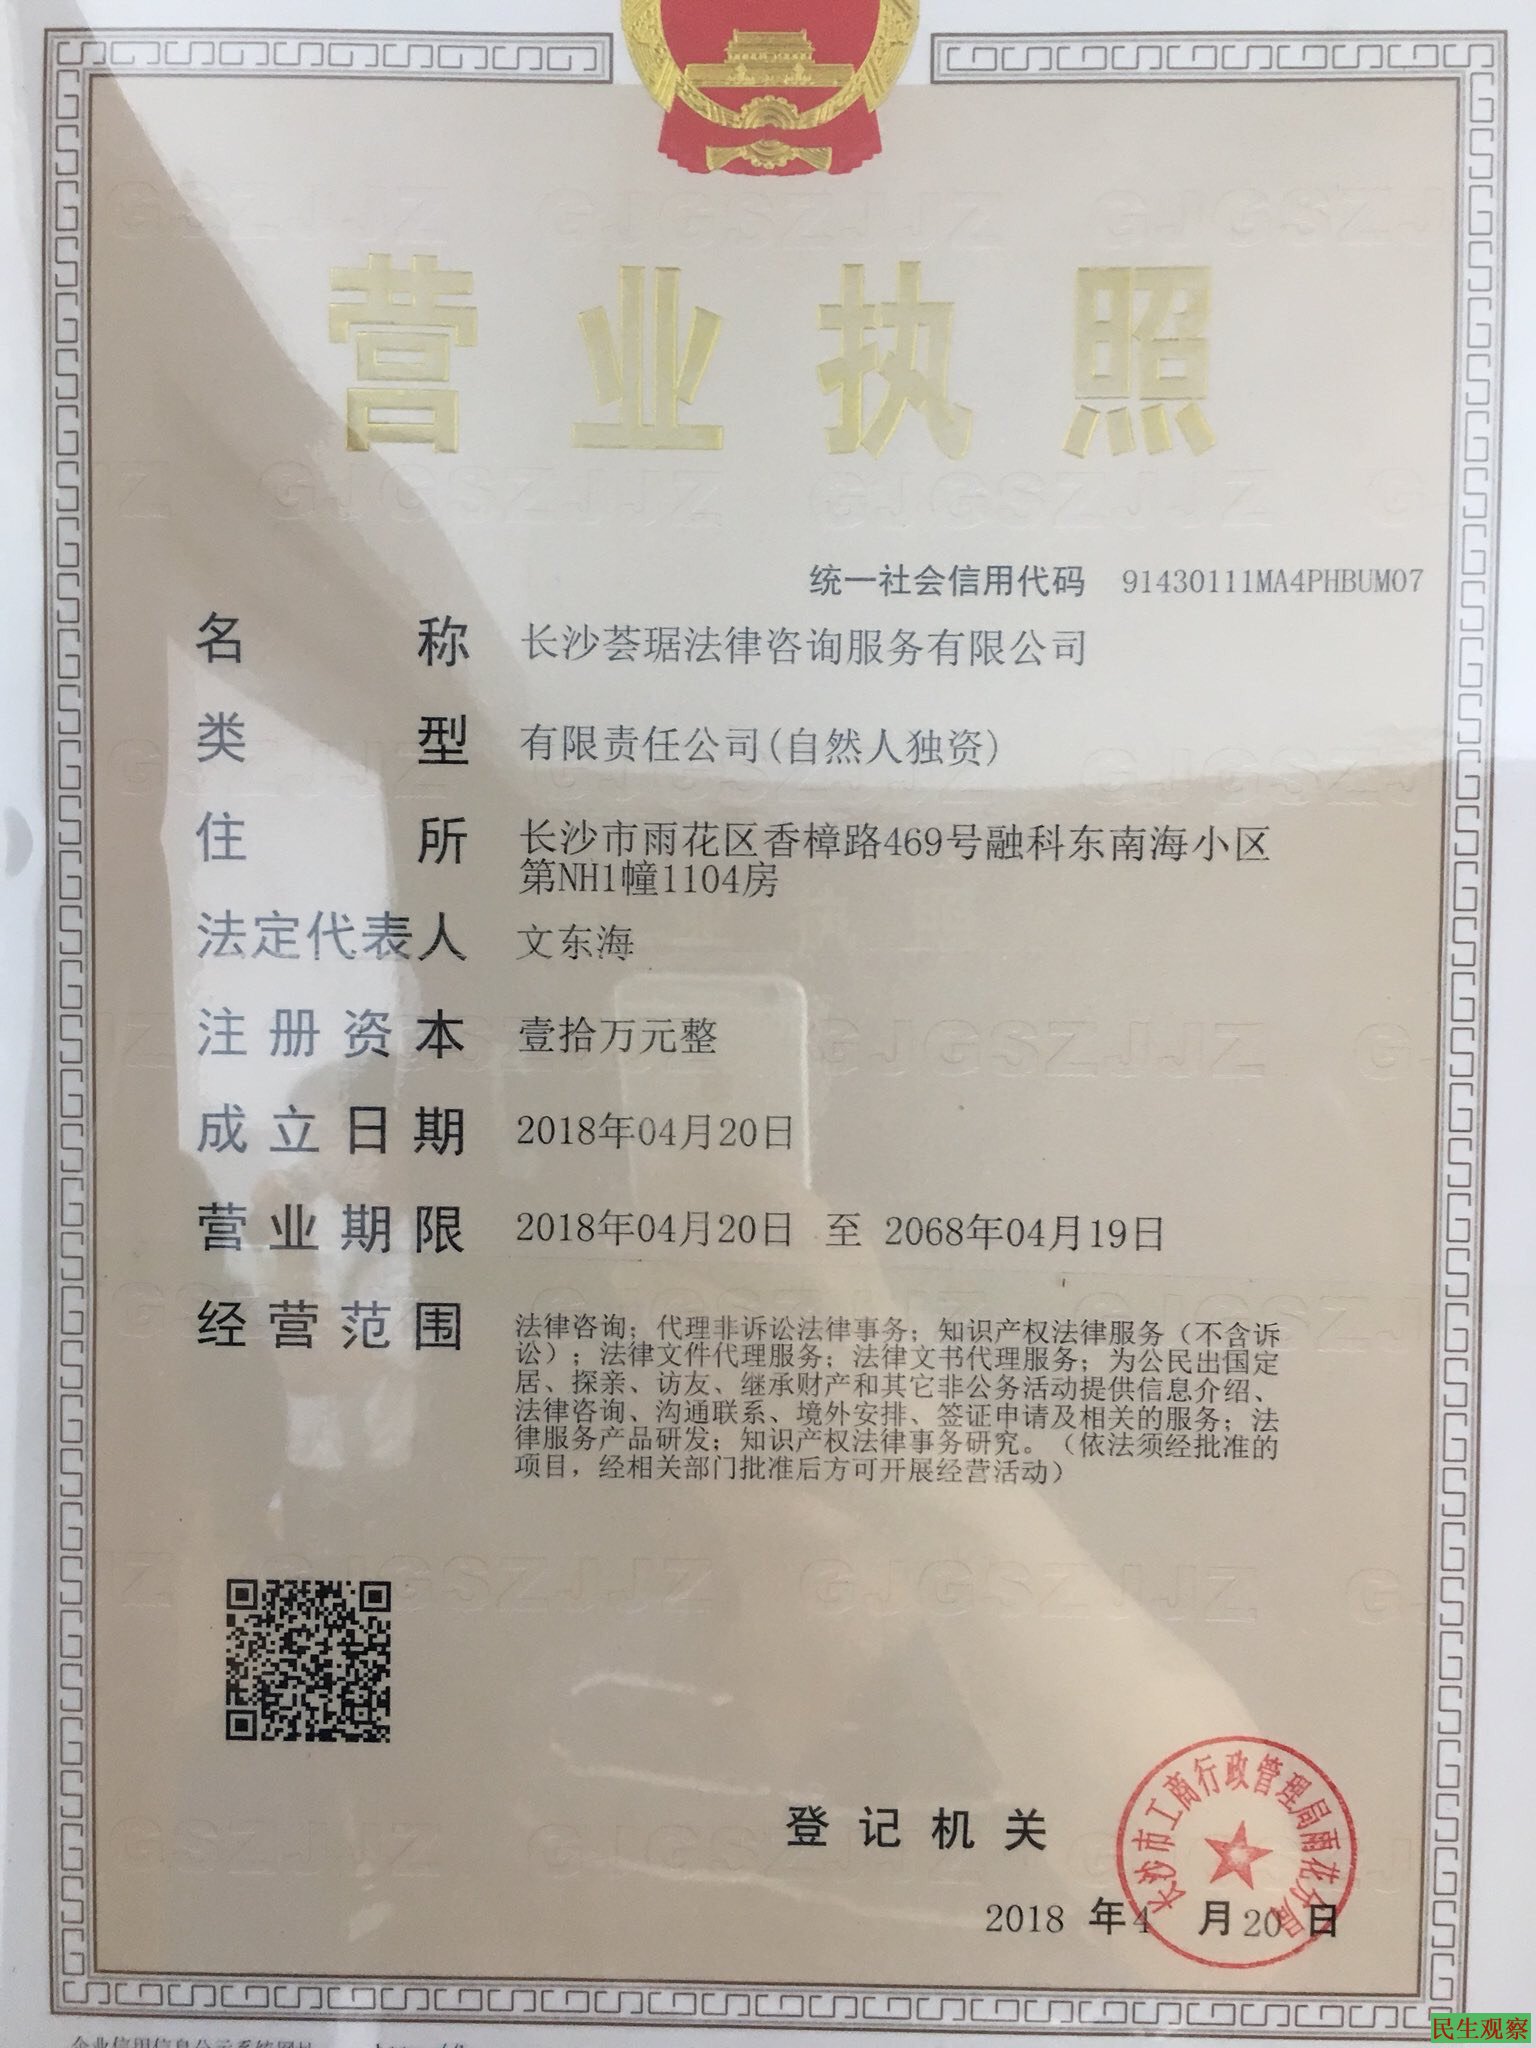 营业执照
统一社会信用代码 91430111MA4PHBUM07
名称 长沙荟琚法律咨询服务有限公司
类型 有限责任公司(自然人独资)
住所 长沙市雨花区香樟路469号融科东南海小区
第NH1幢1104房
法定代表人 文东海
注册资本 壹拾万元整
成立日期 2018年04月20日
营业期限 2018年04月20日 至 2068年04月19日
经营范围 法律咨询；代理非诉讼法律事务；知识产权法律服务（不含诉
讼）；法律文件代理服务；法律文书代理服务；为公民出国定
居、探亲、访友、继承财产和其它非公务活动提供信息介绍、
法律咨询、沟通联系、境外安排、签证申请及相关的服务；法
律服务产品研发；知识产权法律事务研究。（依法须经批准的
项目，经相关部门批准后方可开展经营活动）
登记机关
长沙市工商行政管理局雨花分局
2018 年 4 月 20 日
企业信用信息公示系统网址
民生观察